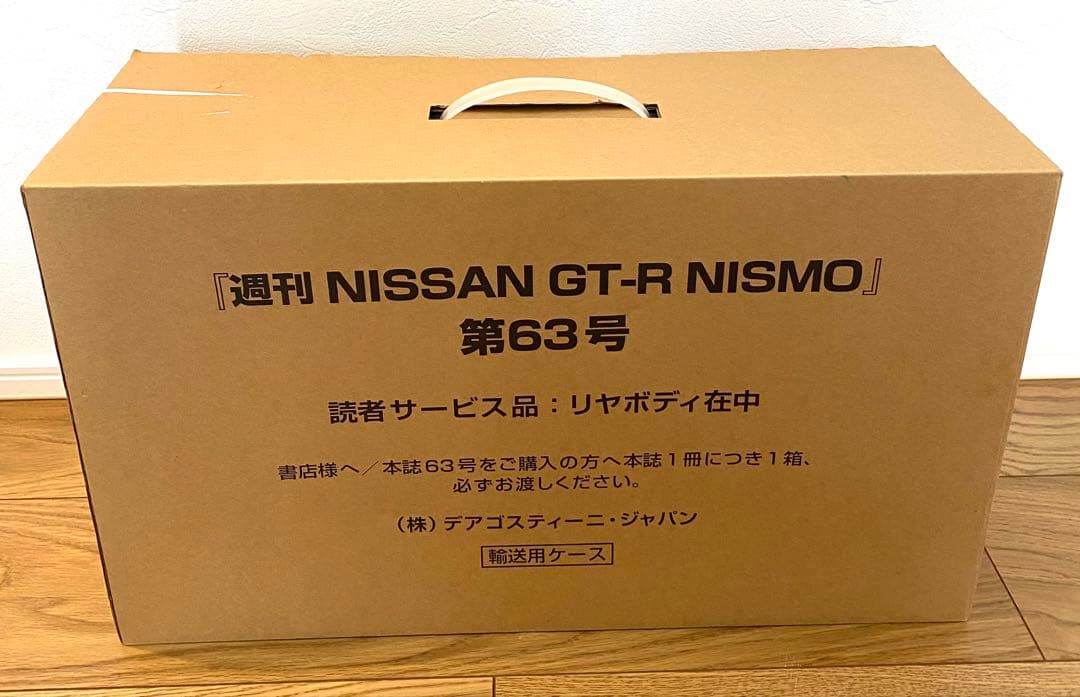 『週刊 NISSAN GT-R NISMO』
第63号
読者サービス品：リヤボディ在中
書店様へ／本誌63号をご購入の方へ本誌1冊につき1箱、
必ずお渡しください。
（株）デアゴスティーニ・ジャパン
輸送用ケース